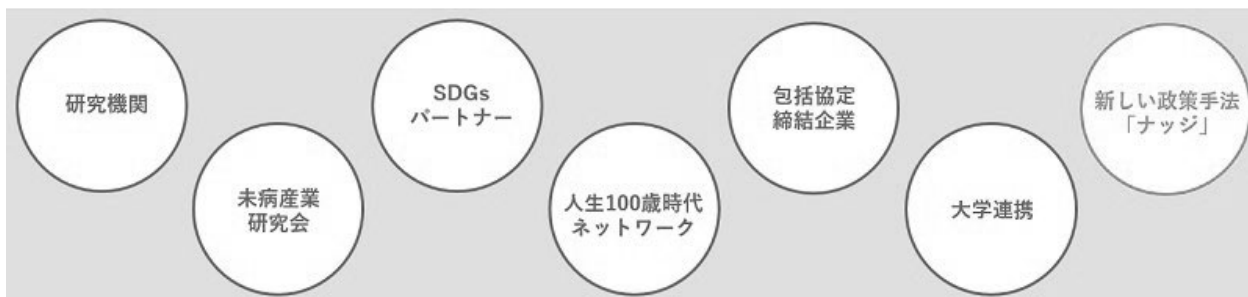 研究機関
未病産業
研究会
SDGs
パートナー
人生100歳時代
ネットワーク
包括協定
締結企業
大学連携
新しい政策手法
「ナッジ」